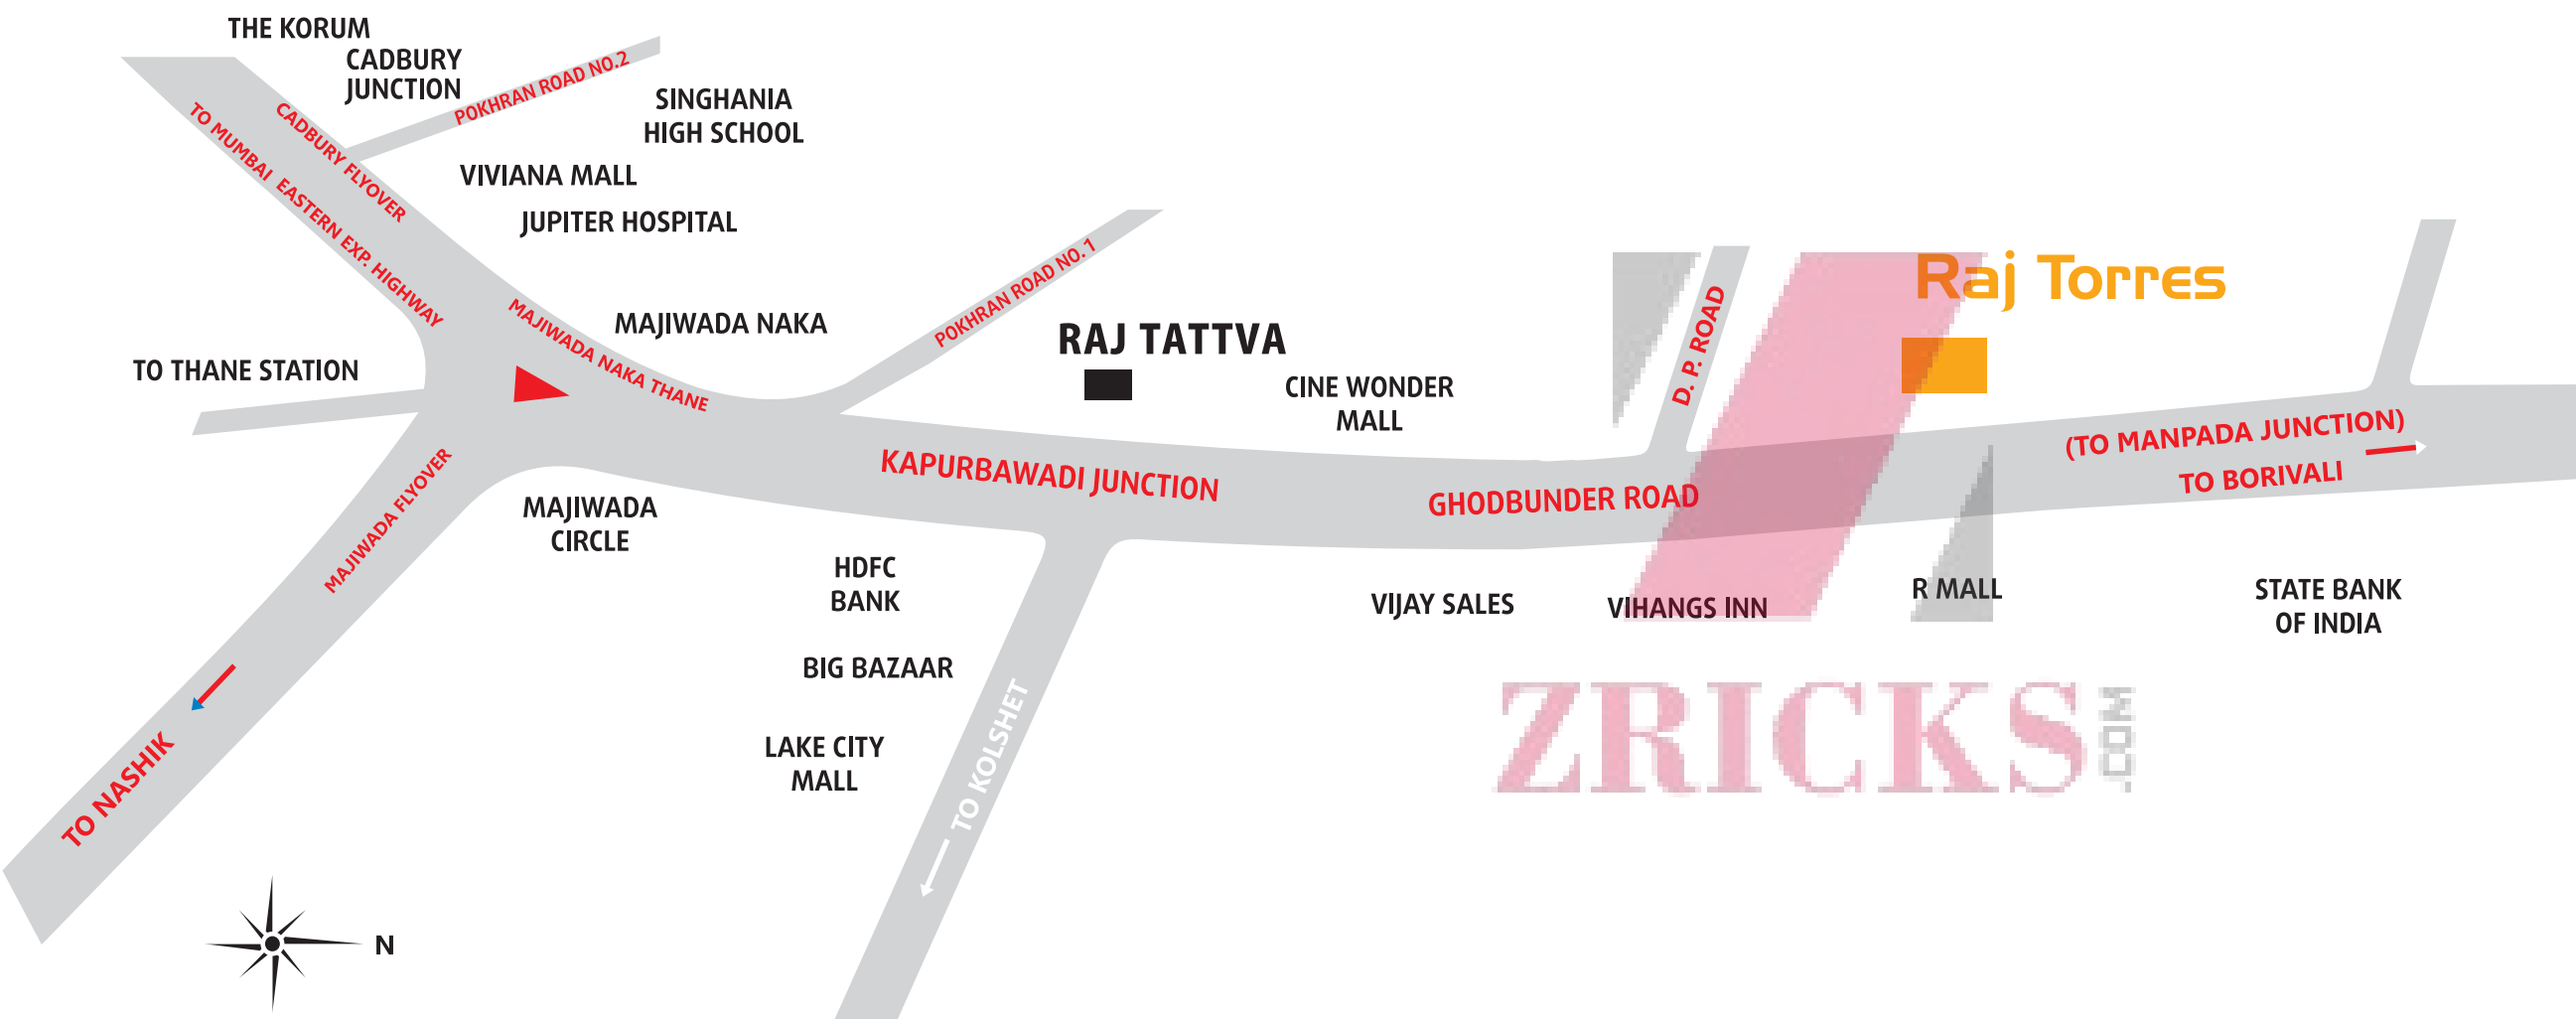 THE KORUM
CADBURY
JUNCTION
POKHRAN ROAD NO.2
SINGHANIA
HIGH SCHOOL
CADBURY FLYOVER
TO MUMBAI EASTERN EXP. HIGHWAY
VIVIANA MALL
JUPITER HOSPITAL
MAJIWADA NAKA THANE
MAJIWADA NAKA
POKHRAN ROAD NO. 1
RAJ TATTVA
CINE WONDER
MALL
D. P. ROAD
Raj Torres
TO THANE STATION
KAPURBAWADI JUNCTION
GHODBUNDER ROAD
(TO MANPADA JUNCTION)
TO BORIVALI
MAJIWADA FLYOVER
MAJIWADA
CIRCLE
HDFC
BANK
VIJAY SALES
VIHANGS INN
R MALL
STATE BANK
OF INDIA
BIG BAZAAR
LAKE CITY
MALL
TO KOLSHET
TO NASHIK
ZRICKS
.COM
N